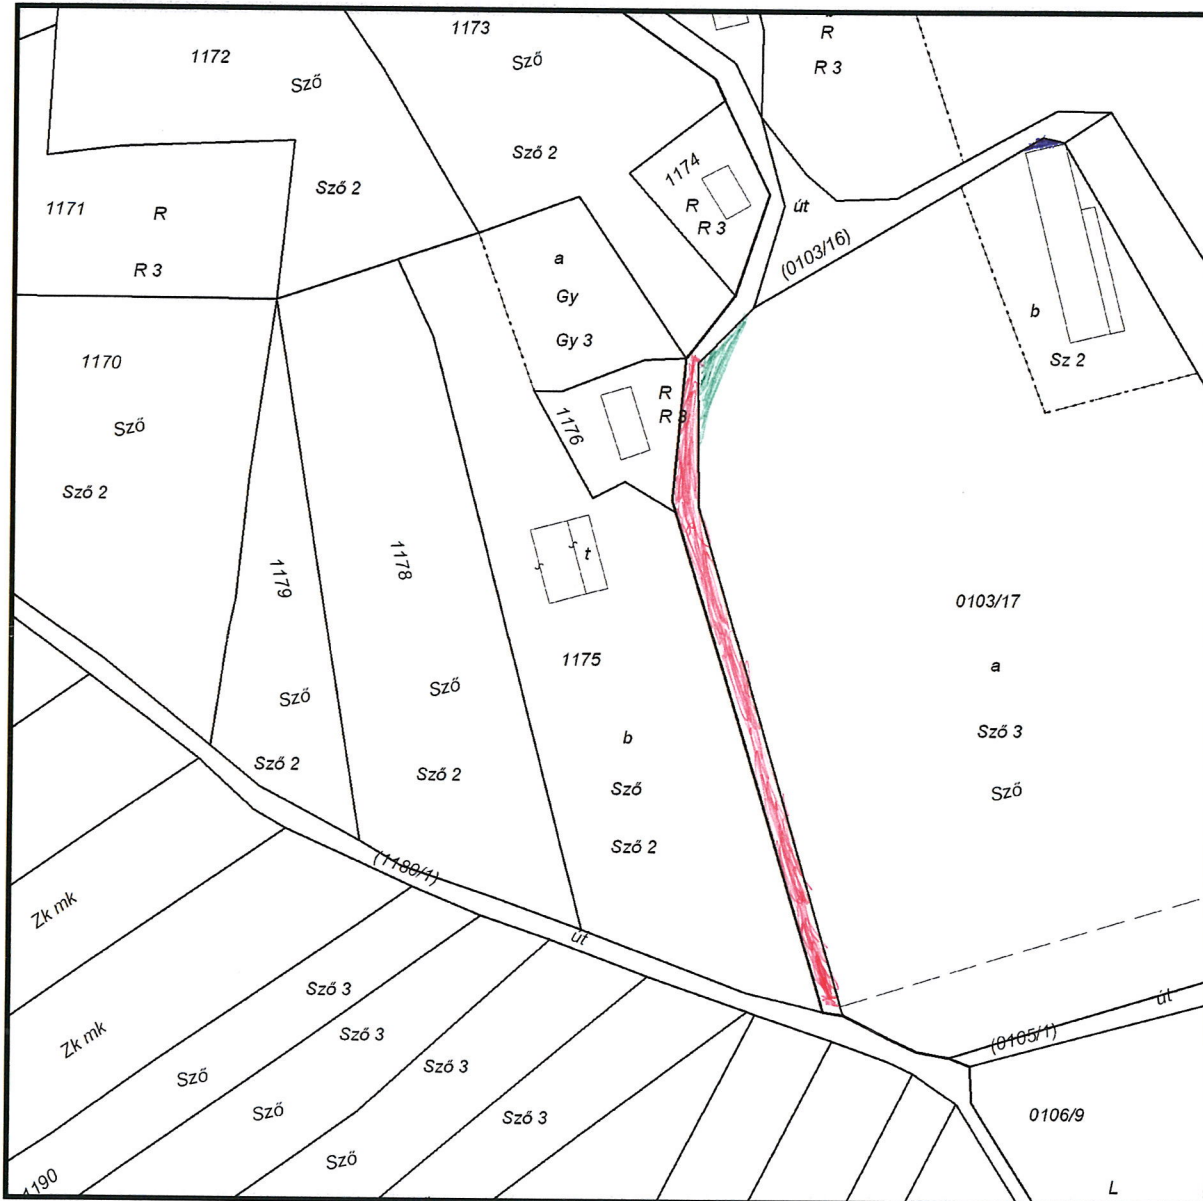 1172
Sző
1173
Sző
R
R 3
Sző 2
Sző 2
1174
R
R 3
1171
R
R 3
út
(0103/16)
a
Gy
Gy 3
b
Sz 2
1170
Sző
Sző 2
R
R 3
1176
1179
1178
t
1175
0103/17
a
Sző 3
Sző
Sző
Sző 2
Sző
Sző 2
b
Sző
Sző 2
(1180/1)
út
Zk mk
Zk mk
Sző 3
Sző 3
Sző 3
Sző 3
Sző
Sző
Sző
1190
út
(0105/1)
0106/9
L